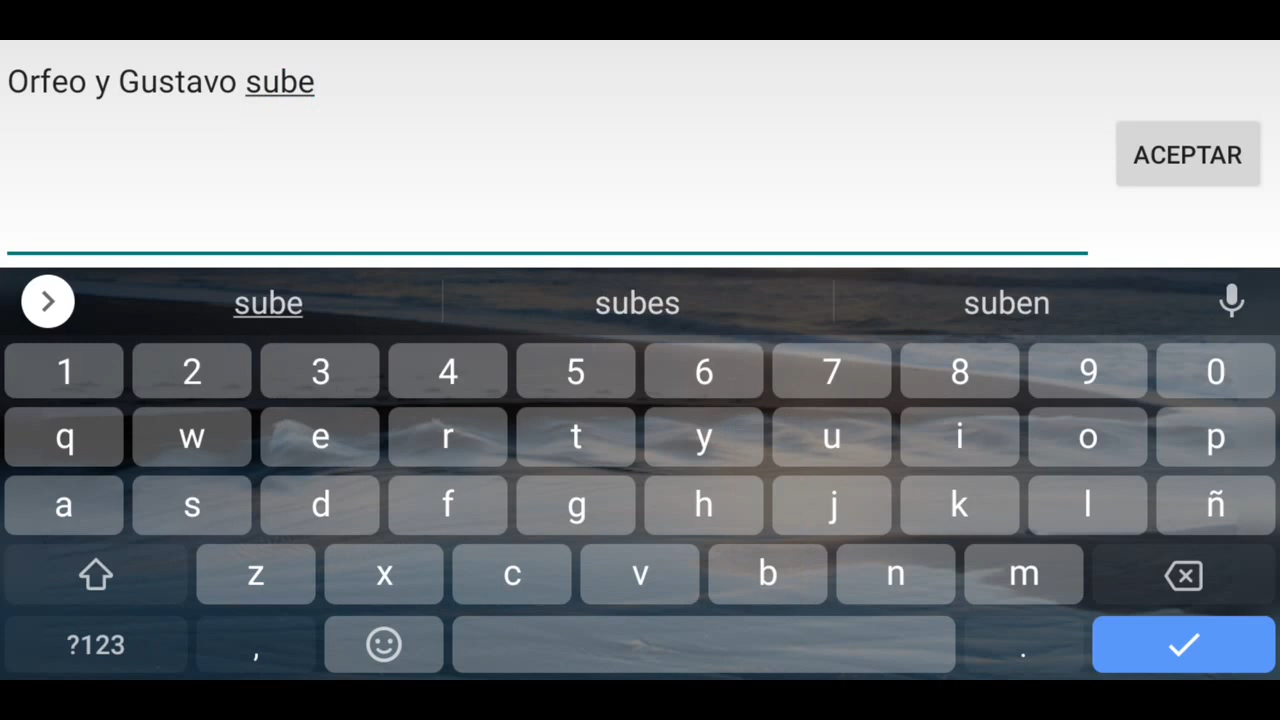 Orfeo y Gustavo sube
ACEPTAR
sube subes suben
1 2 3 4 5 6 7 8 9 0
q w e r t y u i o p
a s d f g h j k l ñ
z x c v b n m
?123 , .